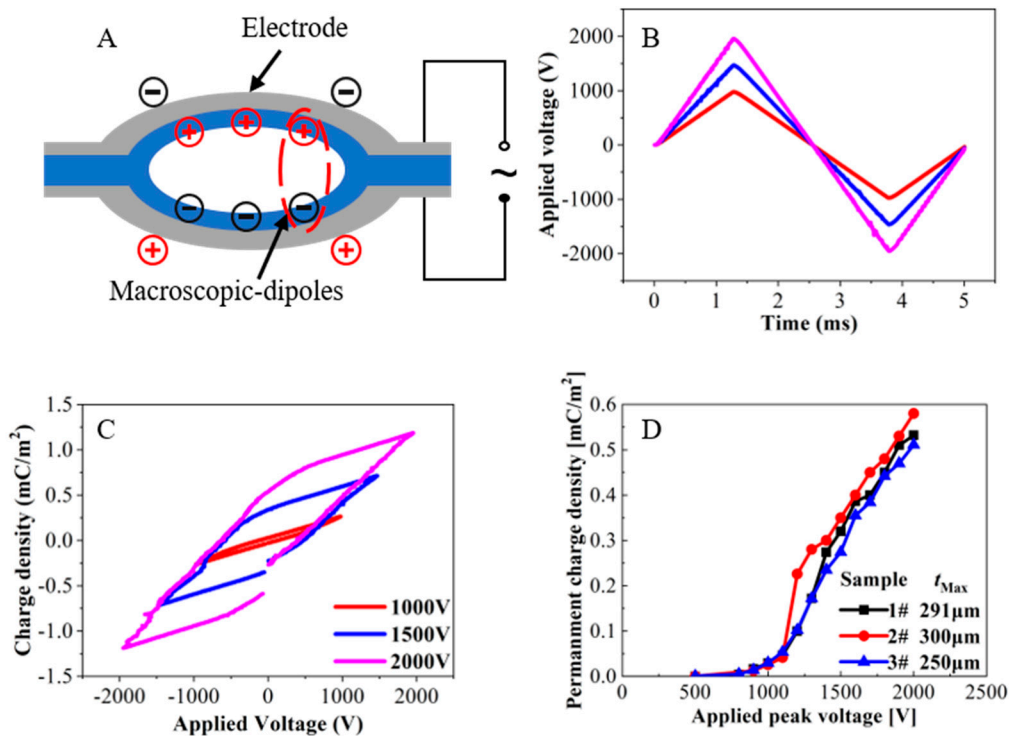 A
Electrode
Macroscopic-dipoles
~
B
Applied voltage (V)
2000
1000
0
-1000
-2000
0 1 2 3 4 5
Time (ms)
C
Charge density (mC/m²)
1.5
1.0
0.5
0.0
-0.5
-1.0
-1.5
1000V
1500V
2000V
-2000 -1000 0 1000 2000
Applied Voltage (V)
D
Permanament charge density [mC/m²]
0.6
0.5
0.4
0.3
0.2
0.1
0.0
Sample tMax
1# 291μm
2# 300μm
3# 250μm
0 500 1000 1500 2000 2500
Applied peak voltage [V]